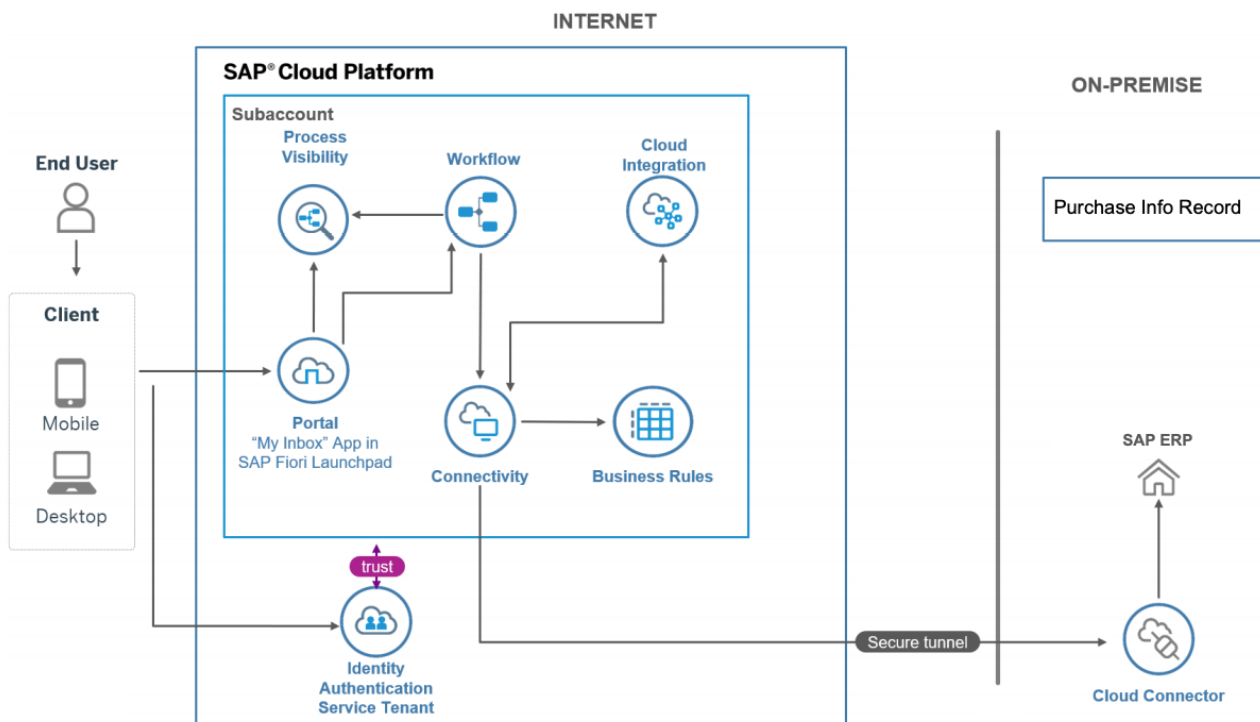 INTERNET
SAP® Cloud Platform
ON-PREMISE
Subaccount
Process
Visibility
Workflow
Cloud
Integration
End User
Purchase Info Record
Client
Mobile
Desktop
Portal
“My Inbox” App in
SAP Fiori Launchpad
Connectivity
Business Rules
SAP ERP
trust
Secure tunnel
Identity
Authentication
Service Tenant
Cloud Connector